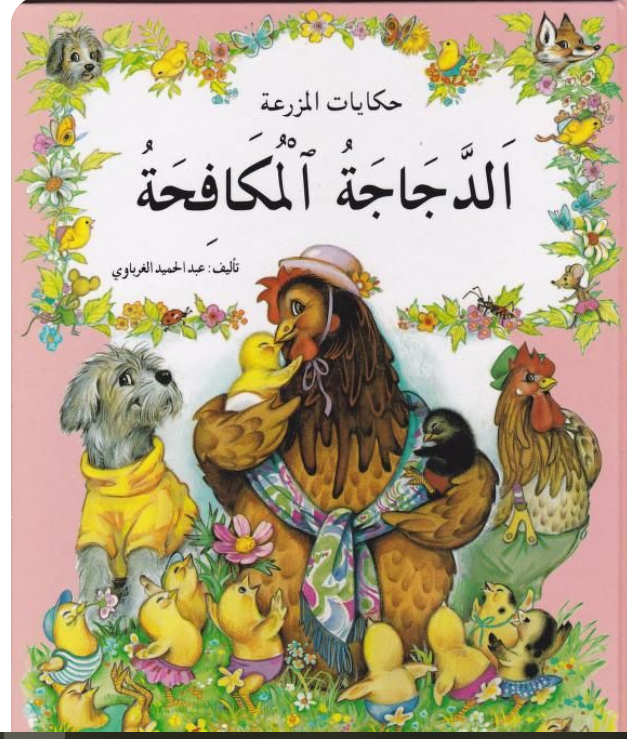 حكايات المزرعة
اَلدَّجَاجَةُ ٱلْمُكَافِحَةُ
تأليف : عبد الحميد الغرباوي